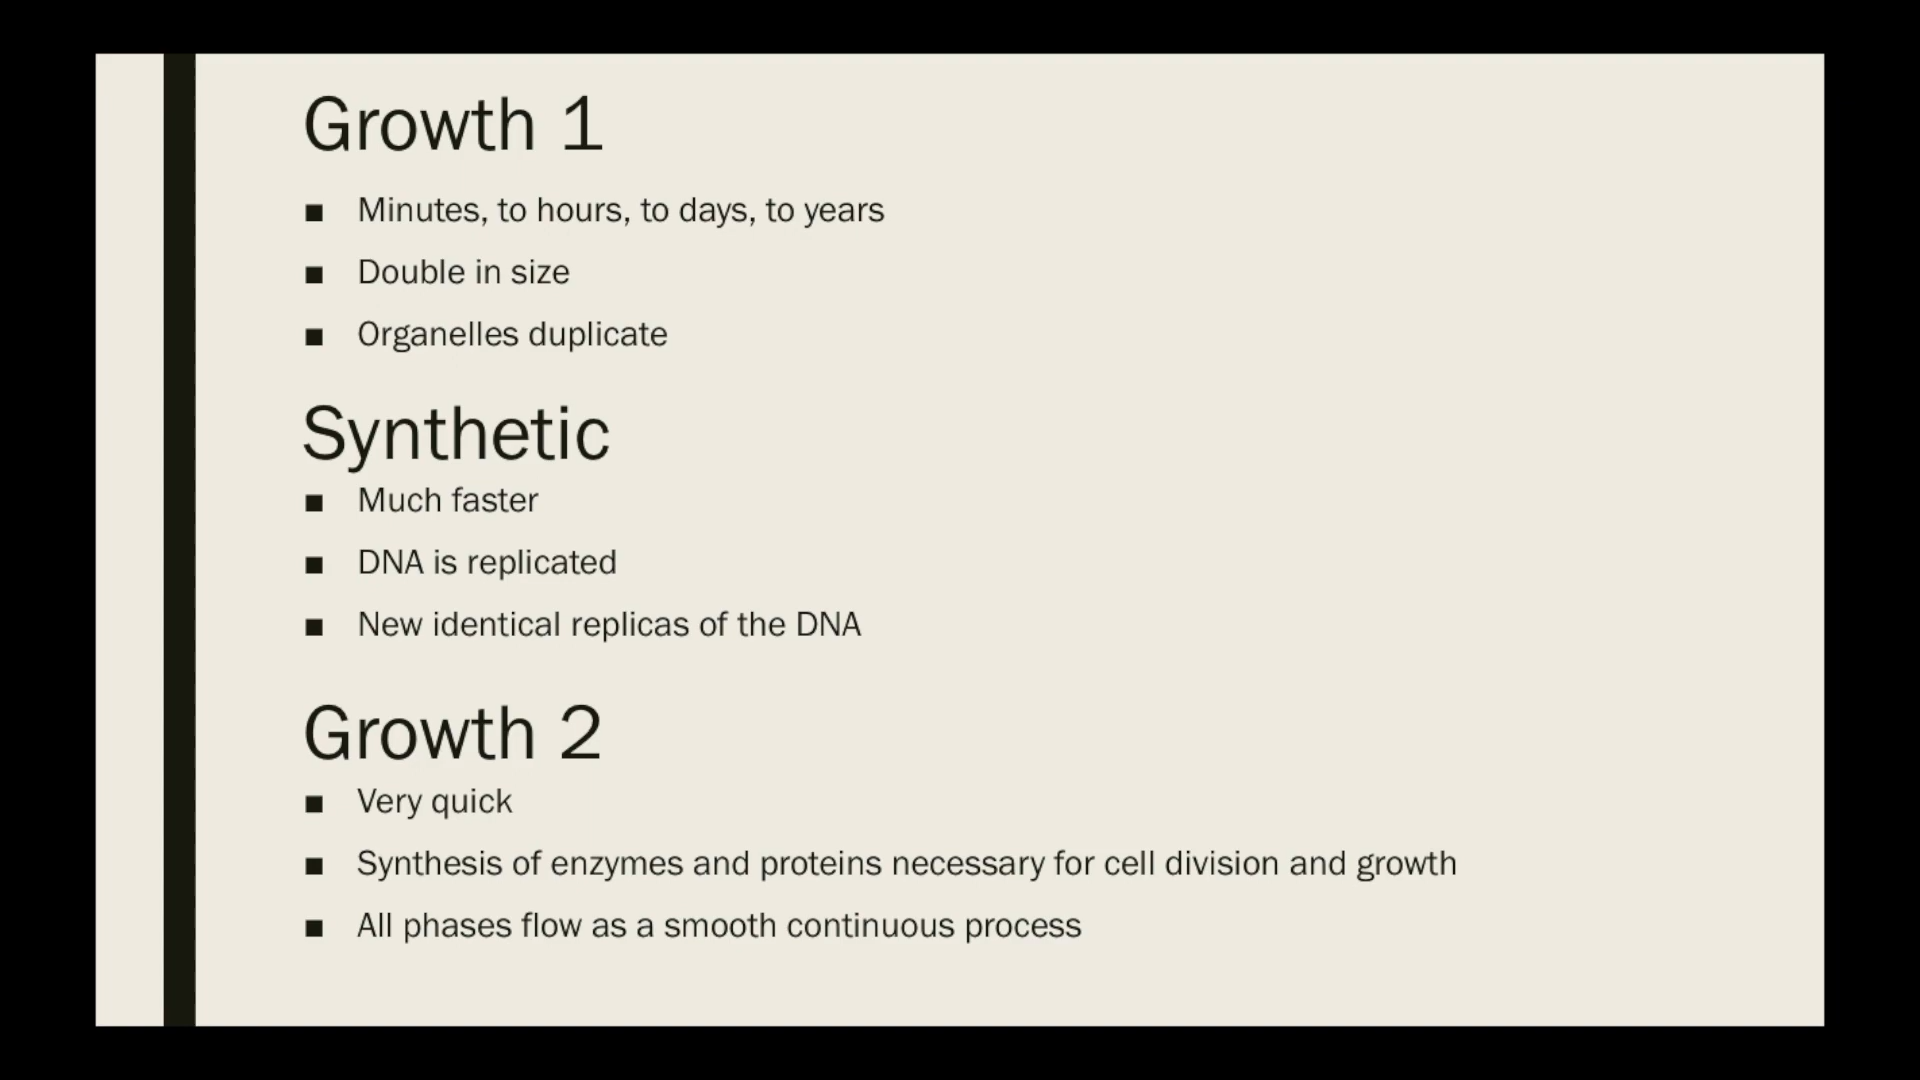 Growth 1
■ Minutes, to hours, to days, to years
■ Double in size
■ Organelles duplicate
Synthetic
■ Much faster
■ DNA is replicated
■ New identical replicas of the DNA
Growth 2
■ Very quick
■ Synthesis of enzymes and proteins necessary for cell division and growth
■ All phases flow as a smooth continuous process